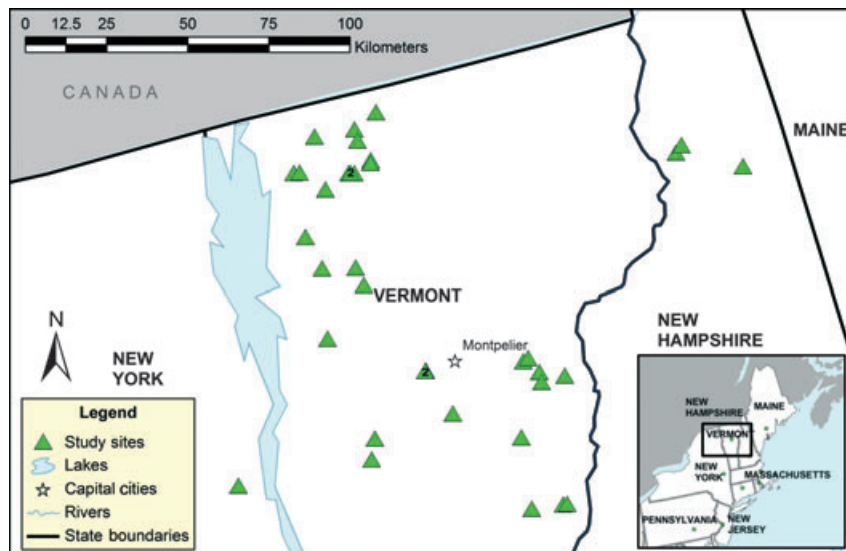 0 12.5 25 50 75 100
Kilometers
CANADA
MAINE
2
VERMONT
N
NEW
YORK
Montpelier
2
NEW
HAMPSHIRE
Legend
Study sites
Lakes
Capital cities
Rivers
State boundaries
NEW
HAMPSHIRE
MAINE
VERMONT
NEW
YORK
MASSACHUSETTS
PENNSYLVANIA
NEW
JERSEY